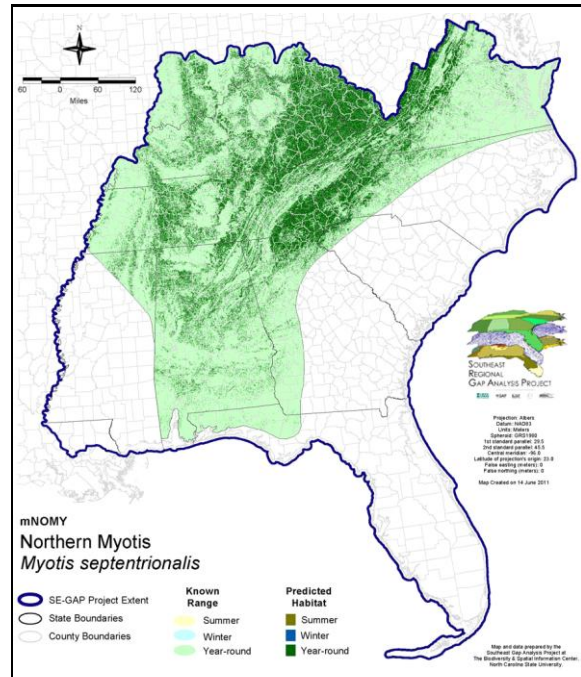 N
60 0 60 120
Miles
SOUTHEAST
REGIONAL
GAP ANALYSIS PROJECT
Projection: Albers
Datum: NAD83
Units: Meters
Spheroid: GRS1980
1st standard parallel: 29.5
2nd standard parallel: 45.5
Central meridian: -96.0
Latitude of projection's origin: 23.0
False easting (meters): 0
False northing (meters): 0
Map Created on 14 June 2011
mNOMY
Northern Myotis
Myotis septentrionalis
SE-GAP Project Extent
State Boundaries
County Boundaries
Known
Range
Summer
Winter
Year-round
Predicted
Habitat
Summer
Winter
Year-round
Map and data prepared by the
Southeast Gap Analysis Project at
The Biodiversity & Spatial Information Center,
North Carolina State University.